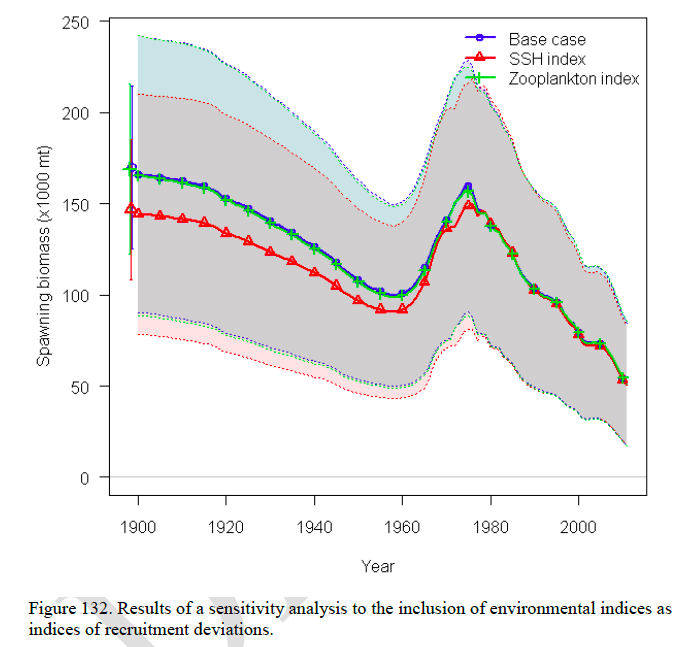 250
200
150
100
50
0
Spawning biomass (x1000 mt)
Base case
SSH index
Zooplankton index
1900 1920 1940 1960 1980 2000
Year
Figure 132. Results of a sensitivity analysis to the inclusion of environmental indices as
indices of recruitment deviations.